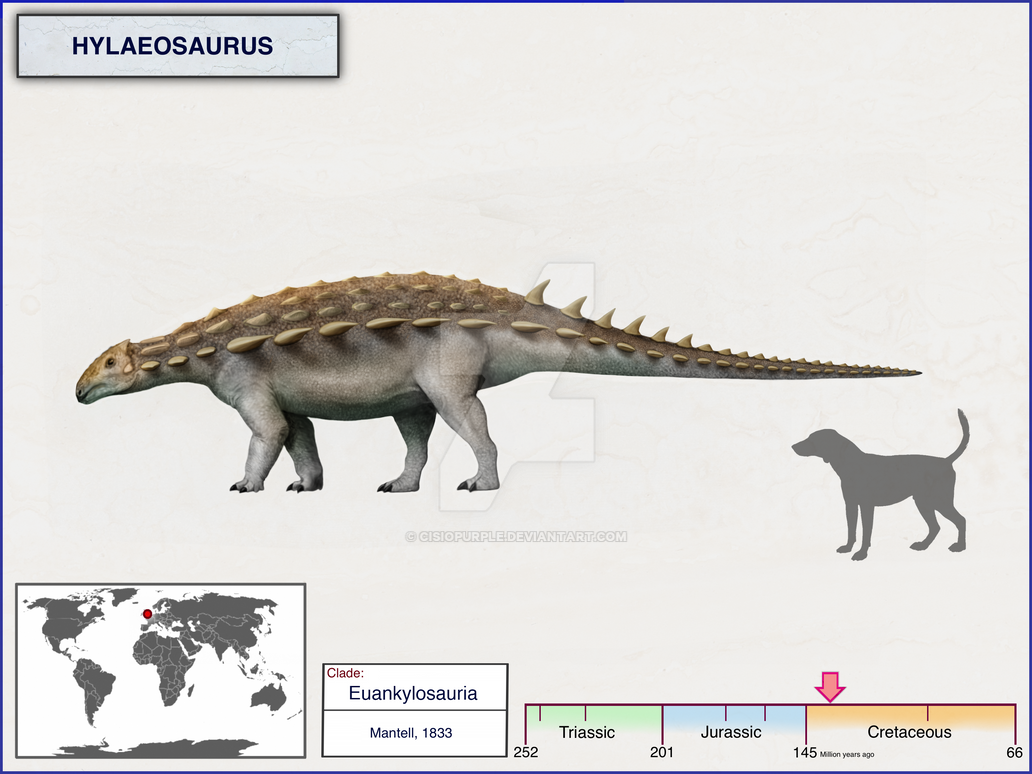 HYLAEOSAURUS
© CISIOPURPLE.DEVIANTART.COM
Clade:
Euankylosauria
Mantell, 1833
Triassic Jurassic Cretaceous
252 201 145 Million years ago 66